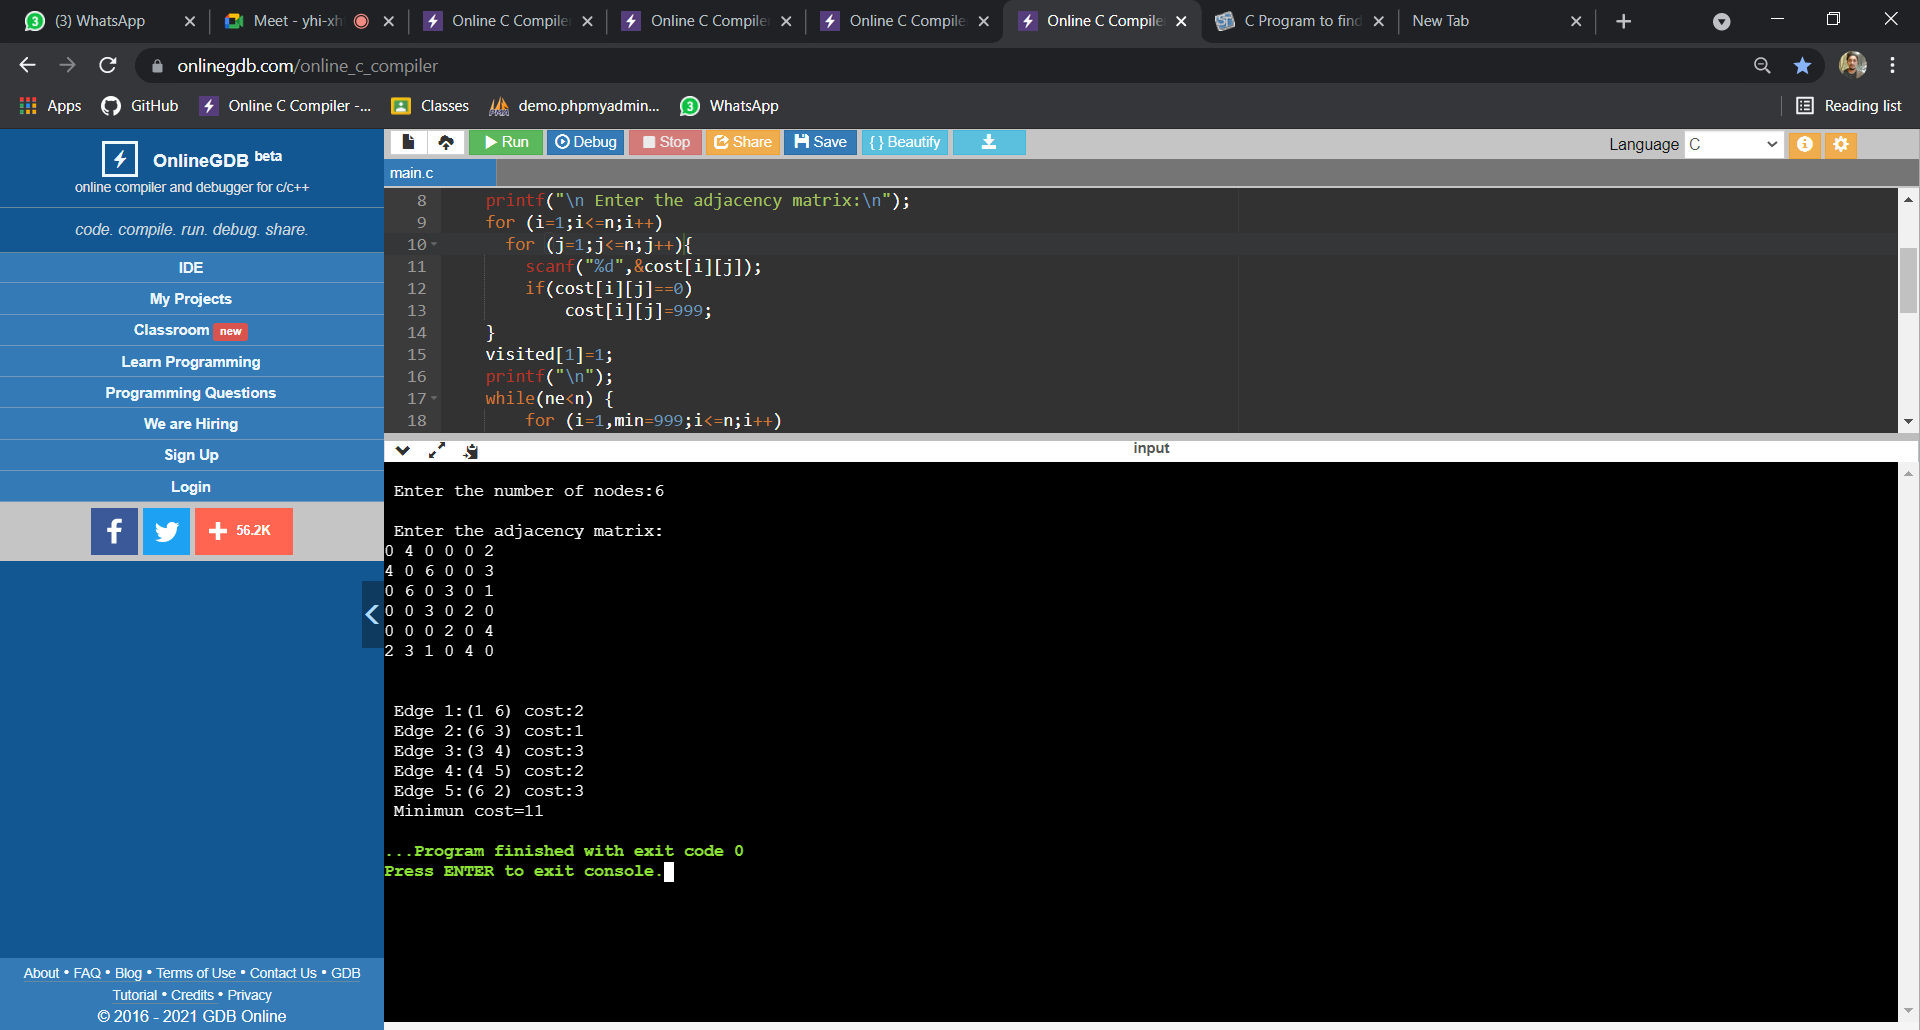 (3) WhatsApp
Meet - yhi-xh
Online C Compile
Online C Compile
Online C Compile
Online C Compile
C Program to find
New Tab
onlinegdb.com/online_c_compiler
Apps
GitHub
Online C Compiler -...
Classes
demo.phpmyadmin...
3
WhatsApp
Reading list
OnlineGDB beta
online compiler and debugger for c/c++
code. compile. run. debug. share.
IDE
My Projects
Classroom new
Learn Programming
Programming Questions
We are Hiring
Sign Up
Login
56.2K
About • FAQ • Blog • Terms of Use • Contact Us • GDB
Tutorial • Credits • Privacy
© 2016 - 2021 GDB Online
Run
Debug
Stop
Share
Save
{ } Beautify
Language C
main.c
8 printf("\n Enter the adjacency matrix:\n");
9 for (i=1;i<=n;i++)
10 for (j=1;j<=n;j++){
11 scanf("%d",&cost[i][j]);
12 if(cost[i][j]==0)
13 cost[i][j]=999;
14 }
15 visited[1]=1;
16 printf("\n");
17 while(ne<n) {
18 for (i=1,min=999;i<=n;i++)
input
Enter the number of nodes:6
Enter the adjacency matrix:
0 4 0 0 0 2
4 0 6 0 0 3
0 6 0 3 0 1
0 0 3 0 2 0
0 0 0 2 0 4
2 3 1 0 4 0
Edge 1:(1 6) cost:2
Edge 2:(6 3) cost:1
Edge 3:(3 4) cost:3
Edge 4:(4 5) cost:2
Edge 5:(6 2) cost:3
Minimun cost=11
...Program finished with exit code 0
Press ENTER to exit console.